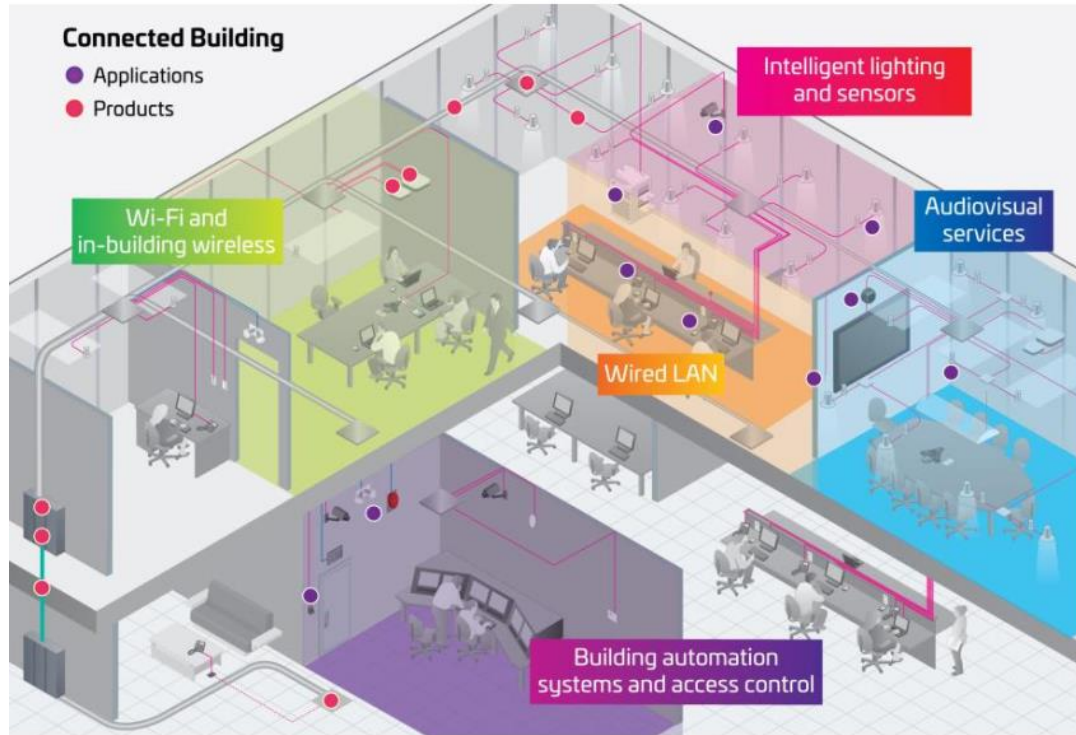 Connected Building
Applications
Products
Intelligent lighting
and sensors
Wi-Fi and
in-building wireless
Audiovisual
services
Wired LAN
Building automation
systems and access control